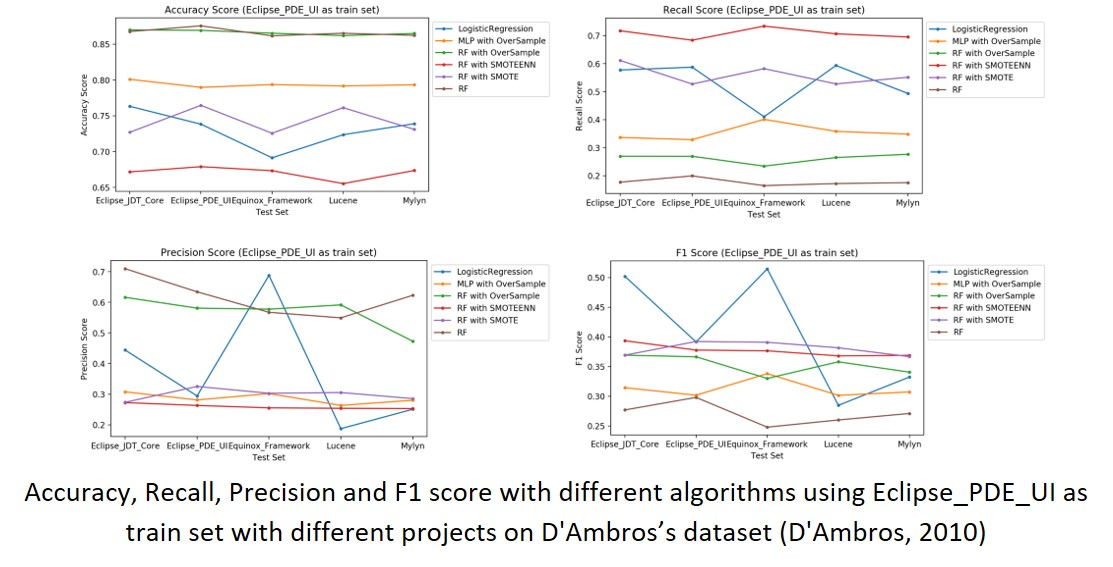 Accuracy Score (Eclipse_PDE_UI as train set)
Accuracy Score
0.85
0.80
0.75
0.70
0.65
Eclipse_JDT_Core Eclipse_PDE_UI Equinox_Framework Lucene Mylyn
Test Set
LogisticRegression
MLP with OverSample
RF with OverSample
RF with SMOTEENN
RF with SMOTE
RF
Recall Score (Eclipse_PDE_UI as train set)
Recall Score
0.7
0.6
0.5
0.4
0.3
0.2
Eclipse_JDT_Core Eclipse_PDE_UI Equinox_Framework Lucene Mylyn
Test Set
LogisticRegression
MLP with OverSample
RF with OverSample
RF with SMOTEENN
RF with SMOTE
RF
Precision Score (Eclipse_PDE_UI as train set)
Precision Score
0.7
0.6
0.5
0.4
0.3
0.2
Eclipse_JDT_Core Eclipse_PDE_UI Equinox_Framework Lucene Mylyn
Test Set
LogisticRegression
MLP with OverSample
RF with OverSample
RF with SMOTEENN
RF with SMOTE
RF
F1 Score (Eclipse_PDE_UI as train set)
F1 Score
0.50
0.45
0.40
0.35
0.30
0.25
Eclipse_JDT_Core Eclipse_PDE_UI Equinox_Framework Lucene Mylyn
Test Set
LogisticRegression
MLP with OverSample
RF with OverSample
RF with SMOTEENN
RF with SMOTE
RF
Accuracy, Recall, Precision and F1 score with different algorithms using Eclipse_PDE_UI as
train set with different projects on D'Ambros’s dataset (D'Ambros, 2010)